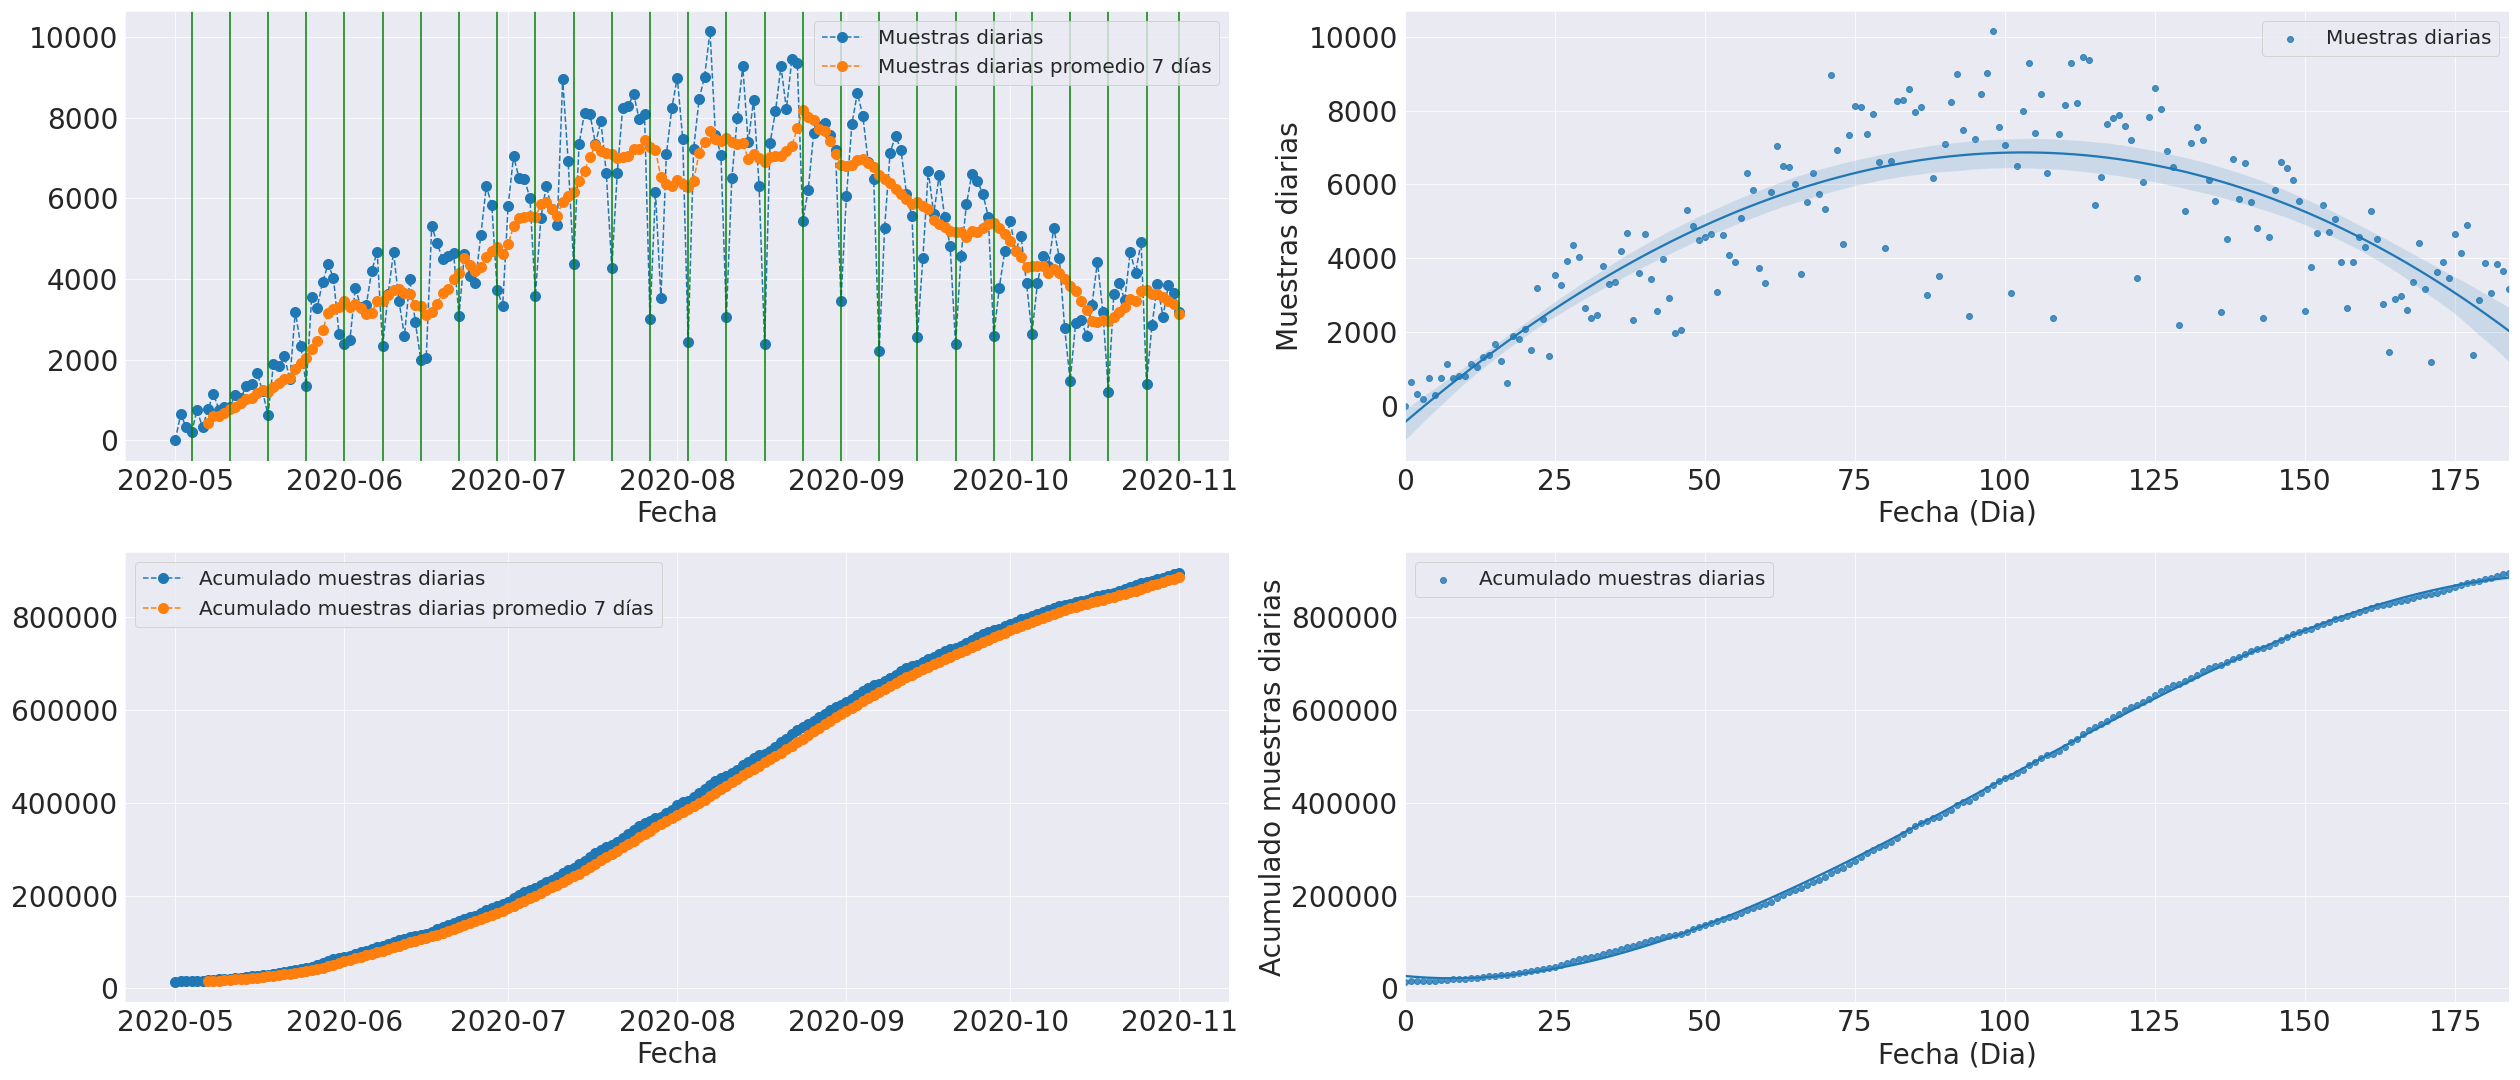 10000
8000
6000
4000
2000
0
Muestras diarias
Muestras diarias promedio 7 días
2020-05 2020-06 2020-07 2020-08 2020-09 2020-10 2020-11
Fecha
Muestras diarias
10000
8000
6000
4000
2000
0
Muestras diarias
0 25 50 75 100 125 150 175
Fecha (Dia)
800000
600000
400000
200000
0
Acumulado muestras diarias
Acumulado muestras diarias promedio 7 días
2020-05 2020-06 2020-07 2020-08 2020-09 2020-10 2020-11
Fecha
Acumulado muestras diarias
800000
600000
400000
200000
0
Acumulado muestras diarias
0 25 50 75 100 125 150 175
Fecha (Dia)